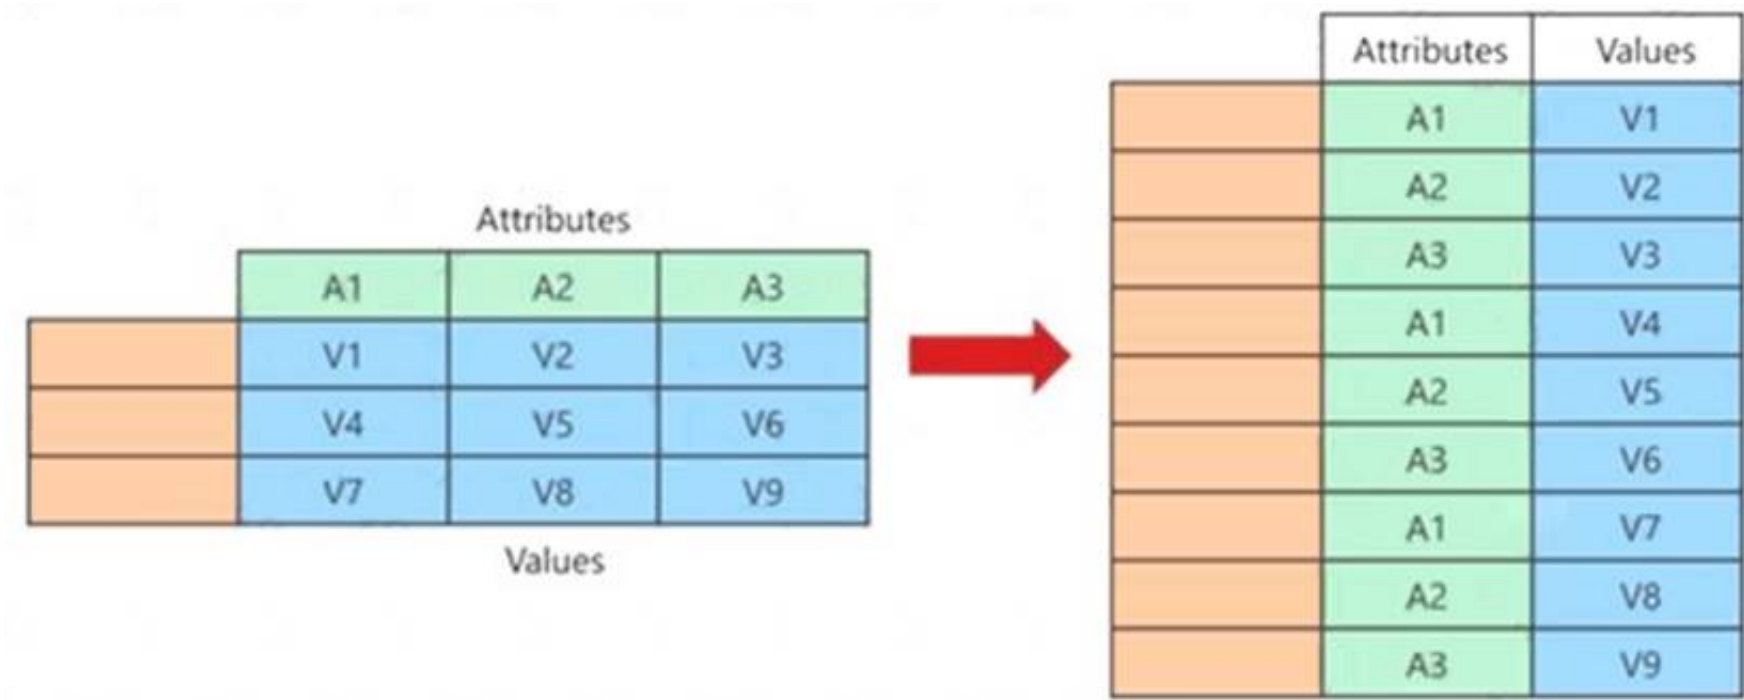 Attributes
A1 A2 A3
V1 V2 V3
V4 V5 V6
V7 V8 V9
Values
Attributes Values
A1 V1
A2 V2
A3 V3
A1 V4
A2 V5
A3 V6
A1 V7
A2 V8
A3 V9